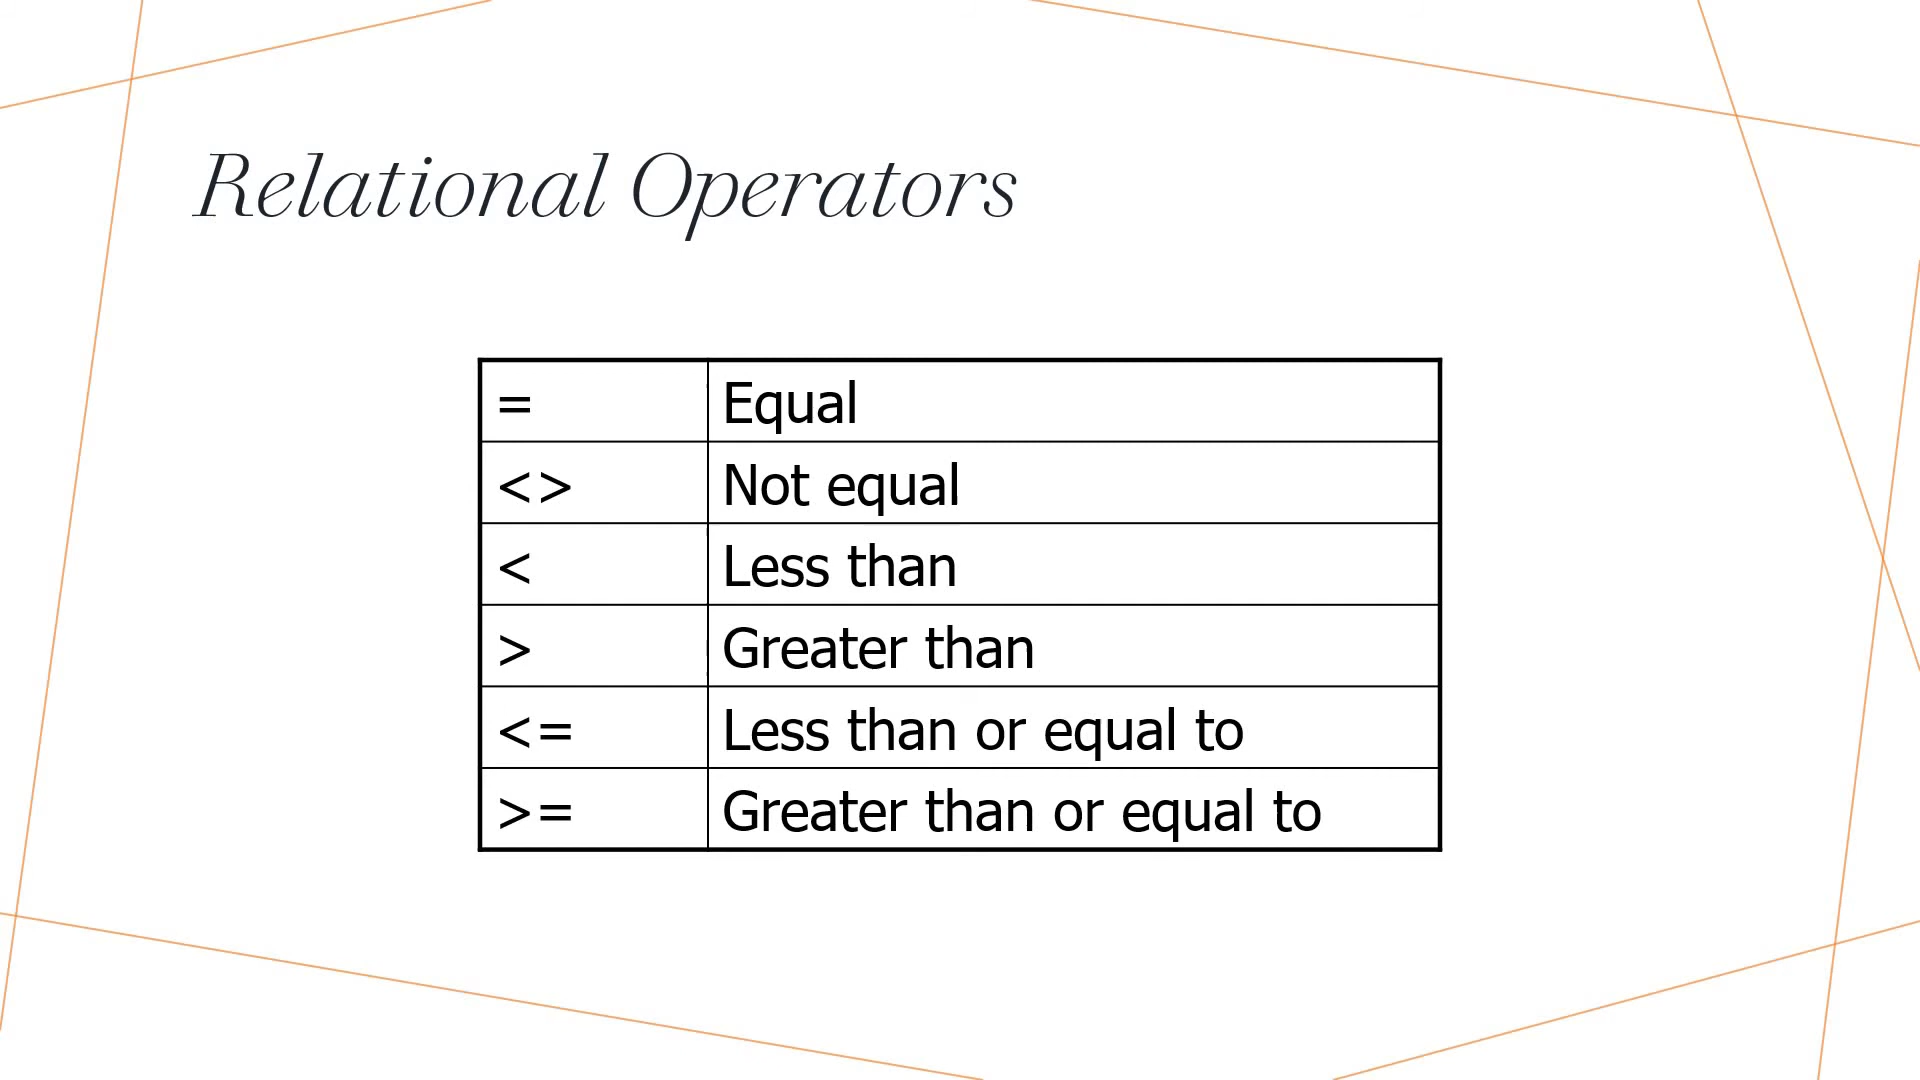 Relational Operators
= Equal
<> Not equal
< Less than
> Greater than
<= Less than or equal to
>= Greater than or equal to